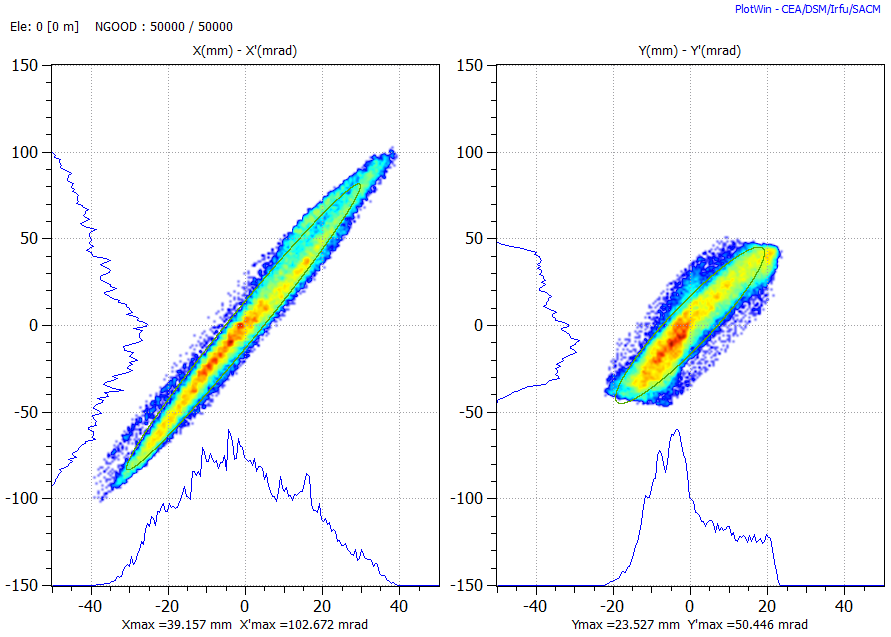 PlotWin - CEA/DSM/Irfu/SACM
Ele: 0 [0 m] NGOOD : 50000 / 50000
X(mm) - X'(mrad)
Y(mm) - Y'(mrad)
150
100
50
0
-50
-100
-150
-40 -20 0 20 40
Xmax =39.157 mm X'max =102.672 mrad
150
100
50
0
-50
-100
-150
-40 -20 0 20 40
Ymax =23.527 mm Y'max =50.446 mrad